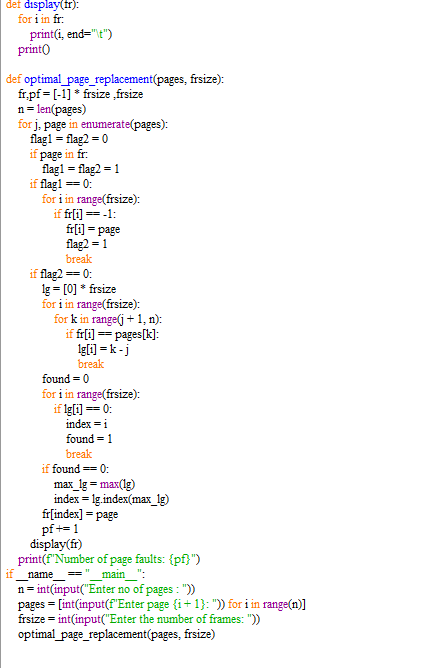 def display(fr):
    for i in fr:
        print(i, end="\t")
    print()

def optimal_page_replacement(pages, frsize):
    fr,pf = [-1] * frsize ,frsize
    n = len(pages)
    for j, page in enumerate(pages):
        flag1 = flag2 = 0
        if page in fr:
            flag1 = flag2 = 1
        if flag1 == 0:
            for i in range(frsize):
                if fr[i] == -1:
                    fr[i] = page
                    flag2 = 1
                    break
        if flag2 == 0:
            lg = [0] * frsize
            for i in range(frsize):
                for k in range(j + 1, n):
                    if fr[i] == pages[k]:
                        lg[i] = k - j
                        break
            found = 0
            for i in range(frsize):
                if lg[i] == 0:
                    index = i
                    found = 1
                    break
            if found == 0:
                max_lg = max(lg)
                index = lg.index(max_lg)
            fr[index] = page
            pf += 1
        display(fr)
    print(f"Number of page faults: {pf}")
if __name__ == "__main__":
    n = int(input("Enter no of pages : "))
    pages = [int(input(f"Enter page {i + 1}: ")) for i in range(n)]
    frsize = int(input("Enter the number of frames: "))
    optimal_page_replacement(pages, frsize)